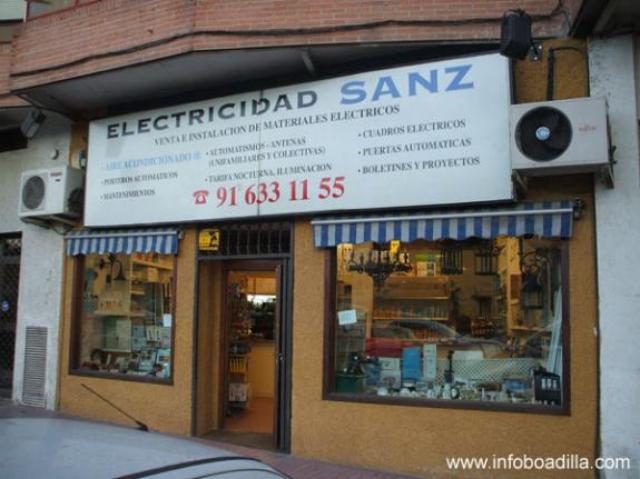 ELECTRICIDAD SANZ
VENTA E INSTALACION DE MATERIALES ELECTRICOS
· AIRE ACONDICIONADO ®
· PORTEROS AUTOMATICOS
· MANTENIMIENTOS
· AUTOMATISMOS - ANTENAS
(UNIFAMILIARES Y COLECTIVAS)
· TARIFA NOCTURNA, ILUMINACION
· CUADROS ELECTRICOS
· PUERTAS AUTOMATICAS
· BOLETINES Y PROYECTOS
☎ 91 633 11 55
www.infoboadilla.com